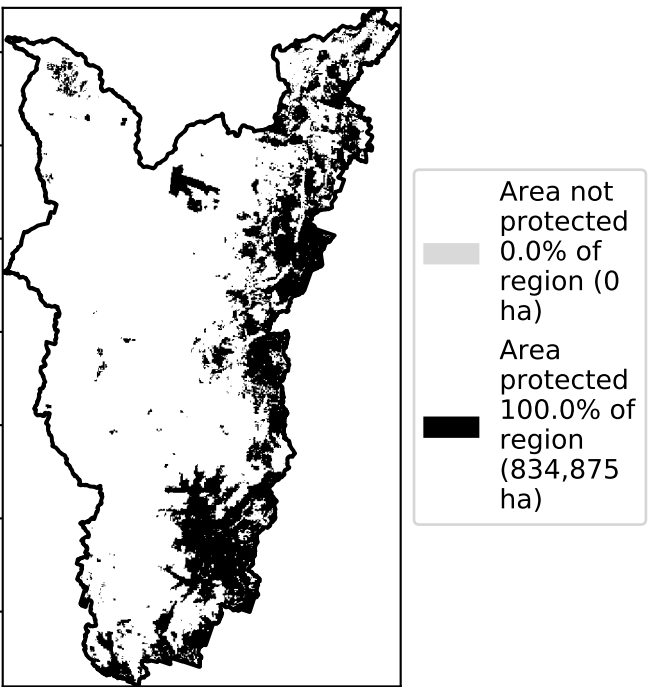 Area not
protected
0.0% of
region (0
ha)
Area
protected
100.0% of
region
(834,875
ha)